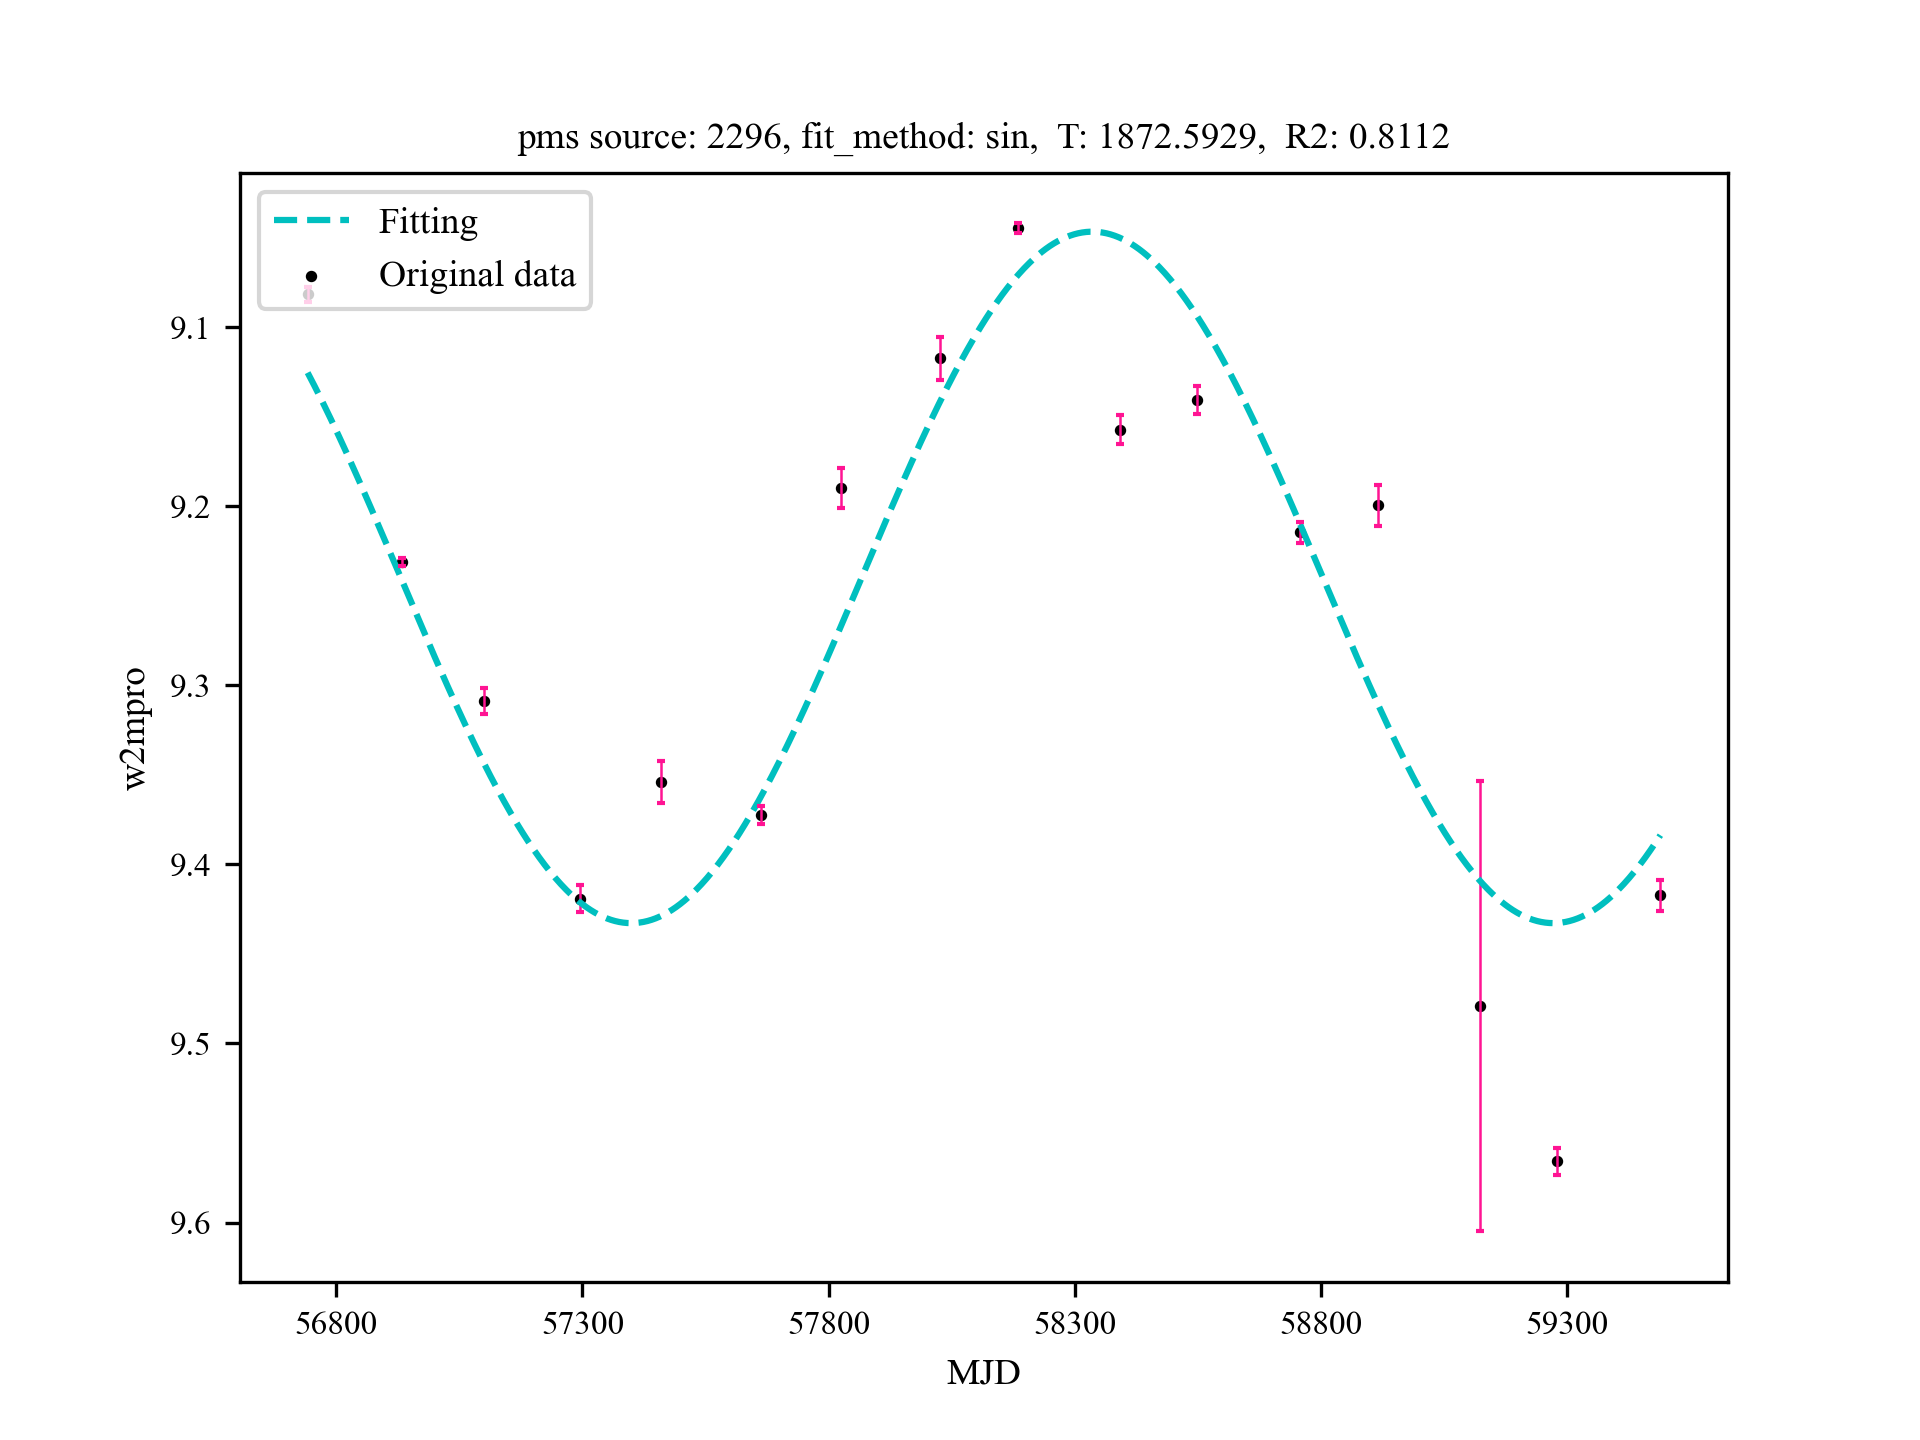 pms source: 2296, fit_method: sin,  T: 1872.5929,  R2: 0.8112
Fitting
Original data
9.1
9.2
9.3
9.4
9.5
9.6
w2mpro
56800 57300 57800 58300 58800 59300
MJD